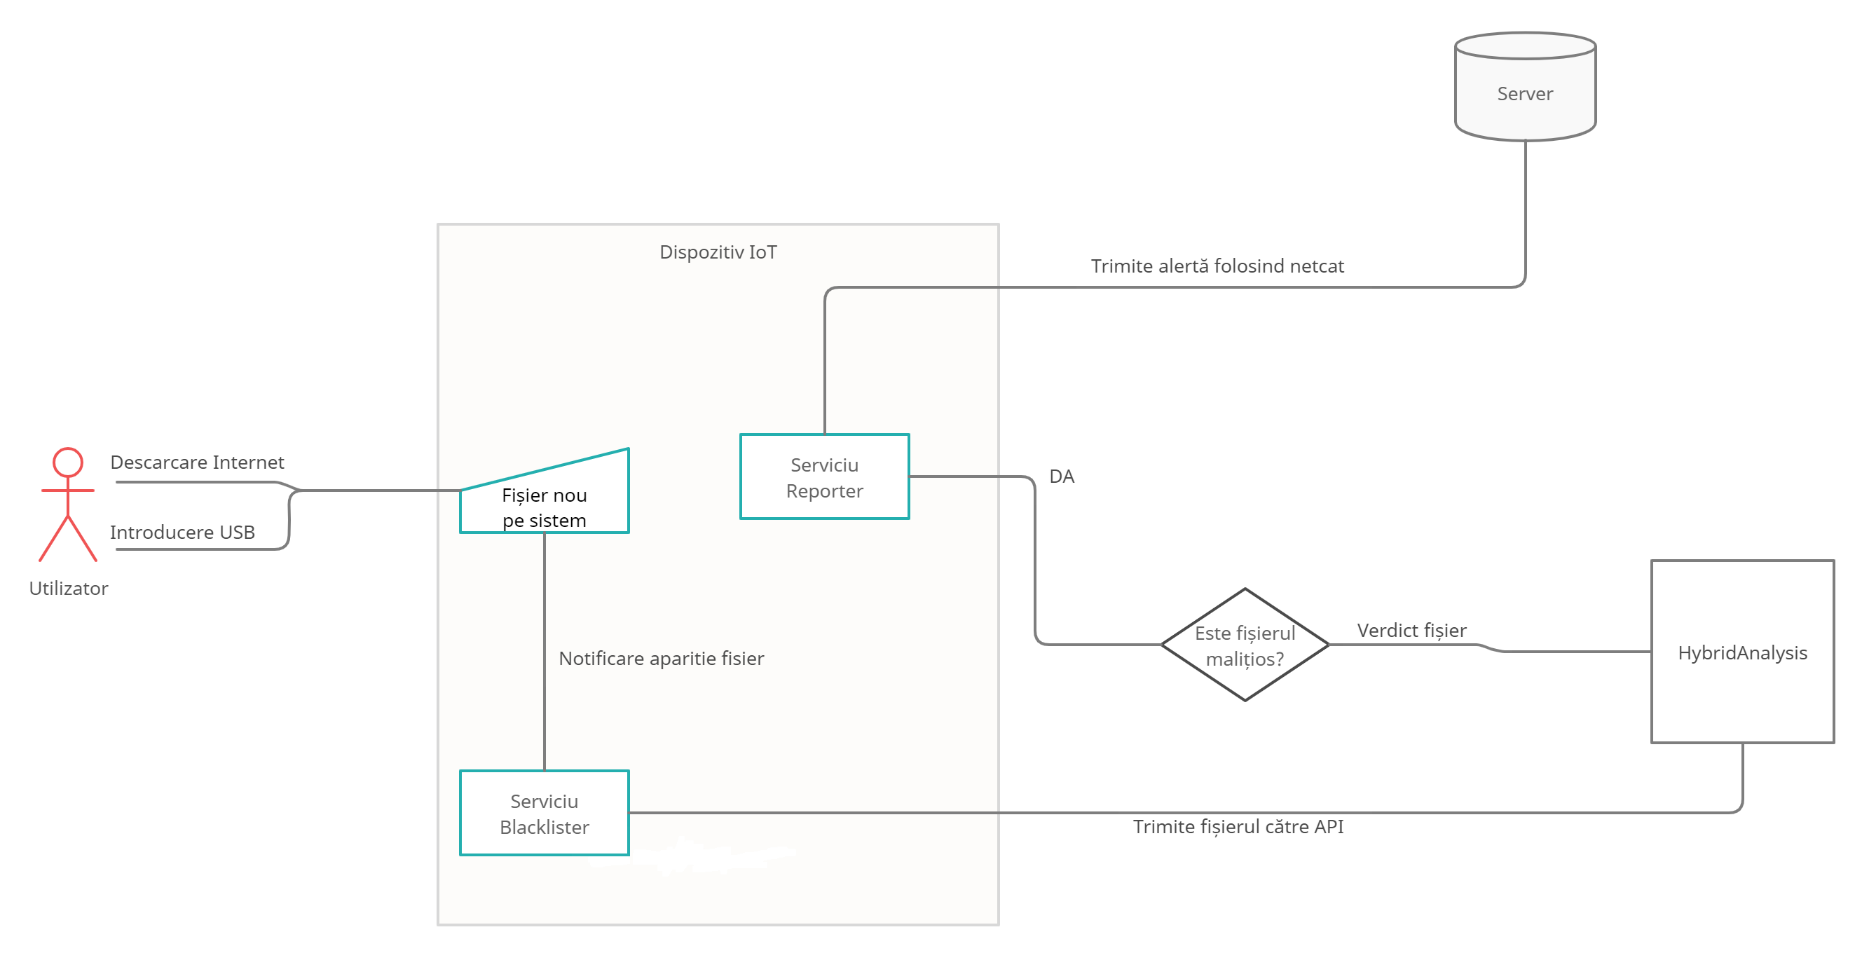 Server
Dispozitiv IoT
Trimite alertă folosind netcat
Descarcare Internet
Introducere USB
Utilizator
Fișier nou
pe sistem
Serviciu
Reporter
DA
Este fișierul
malițios?
Verdict fișier
HybridAnalysis
Notificare aparitie fisier
Serviciu
Blacklister
Trimite fișierul către API